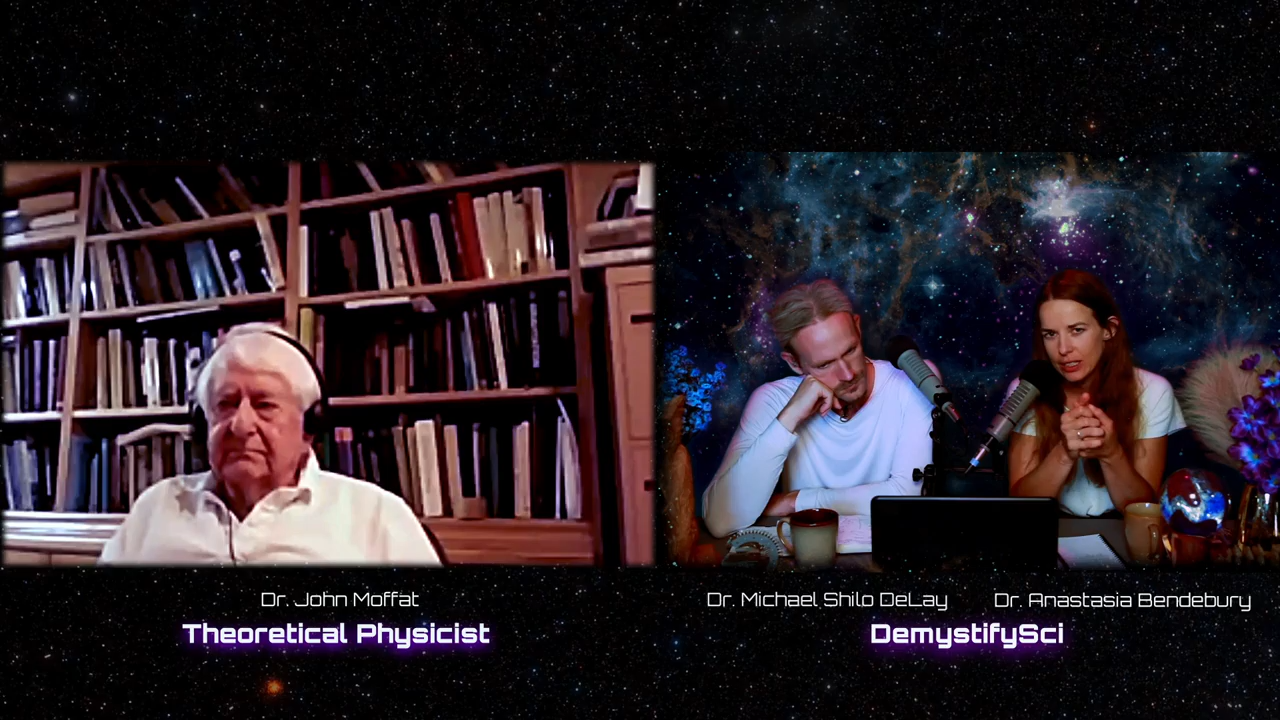 Dr. John Moffat
Theoretical Physicist
Dr. Michael Shilo DeLay
Dr. Anastasia Bendebury
DemystifySci